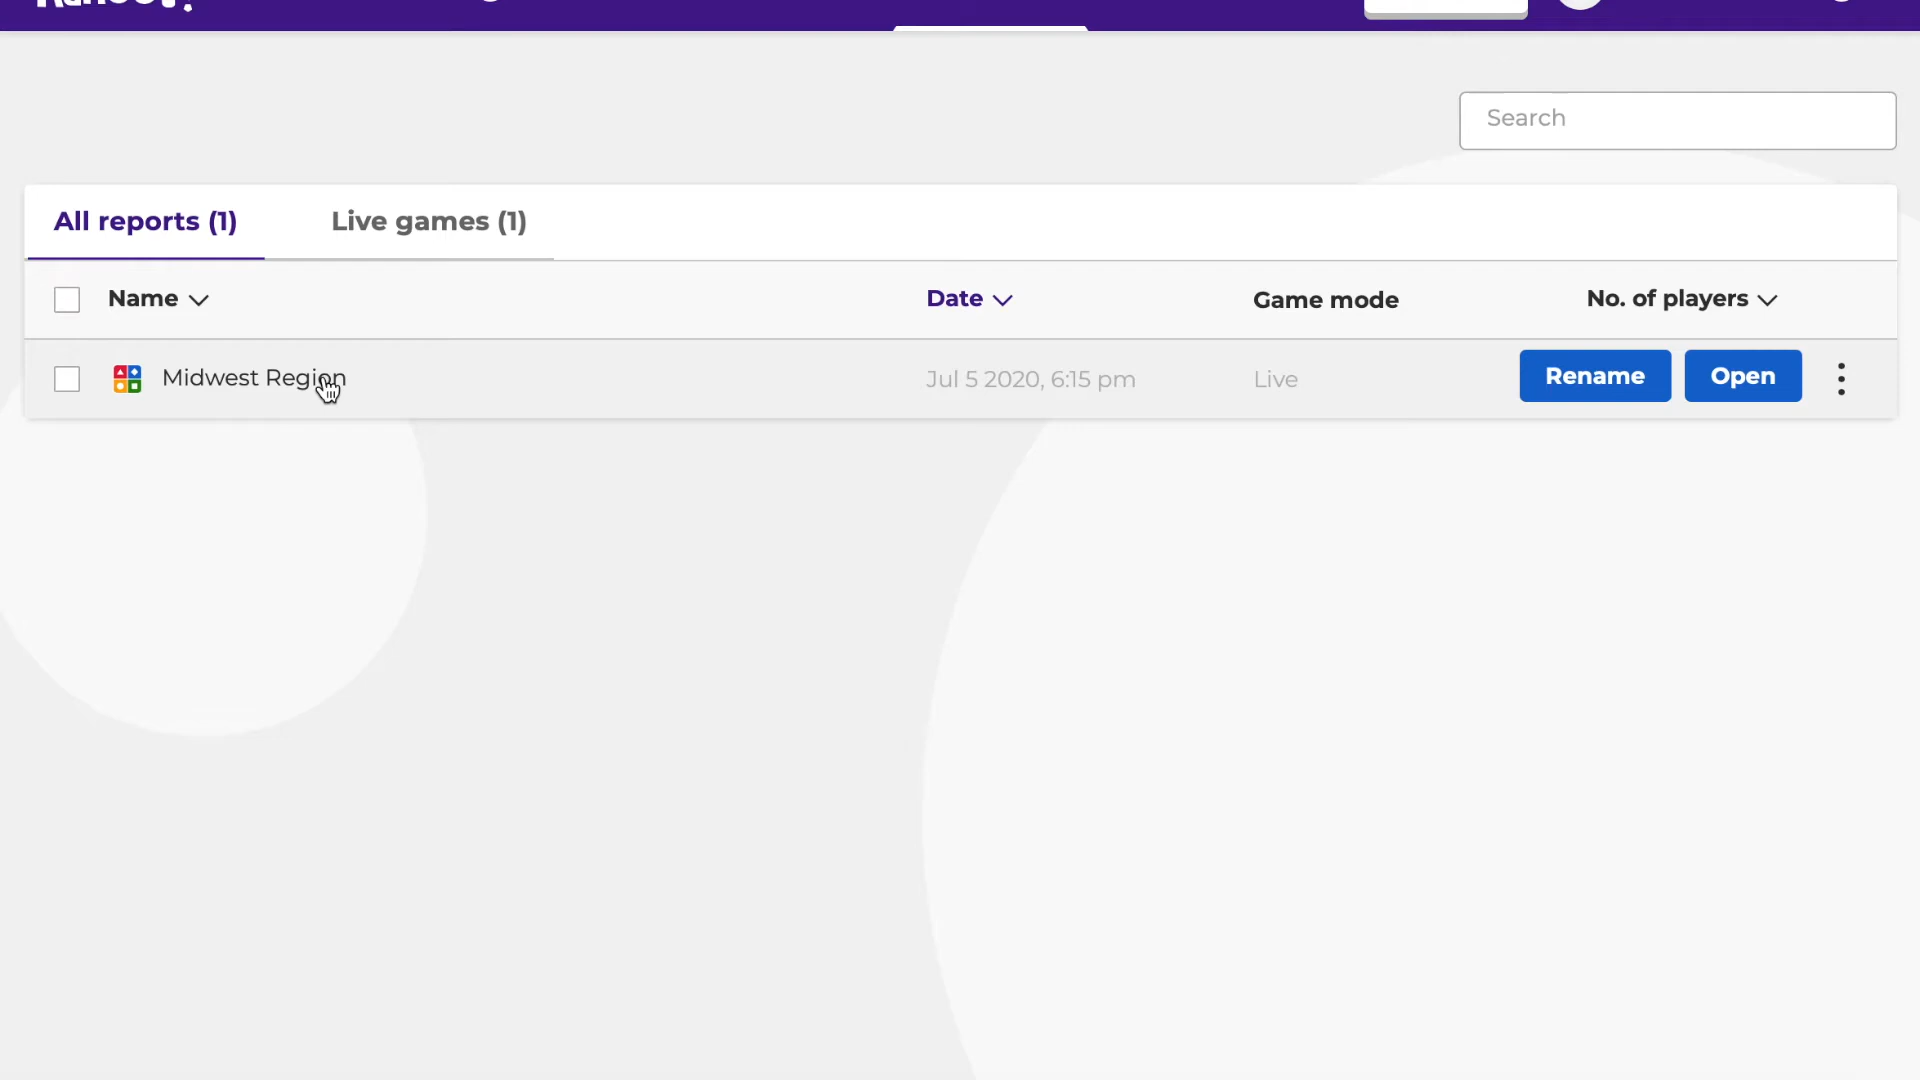 Search
All reports (1) Live games (1)
Name Date Game mode No. of players
Midwest Region Jul 5 2020, 6:15 pm Live Rename Open